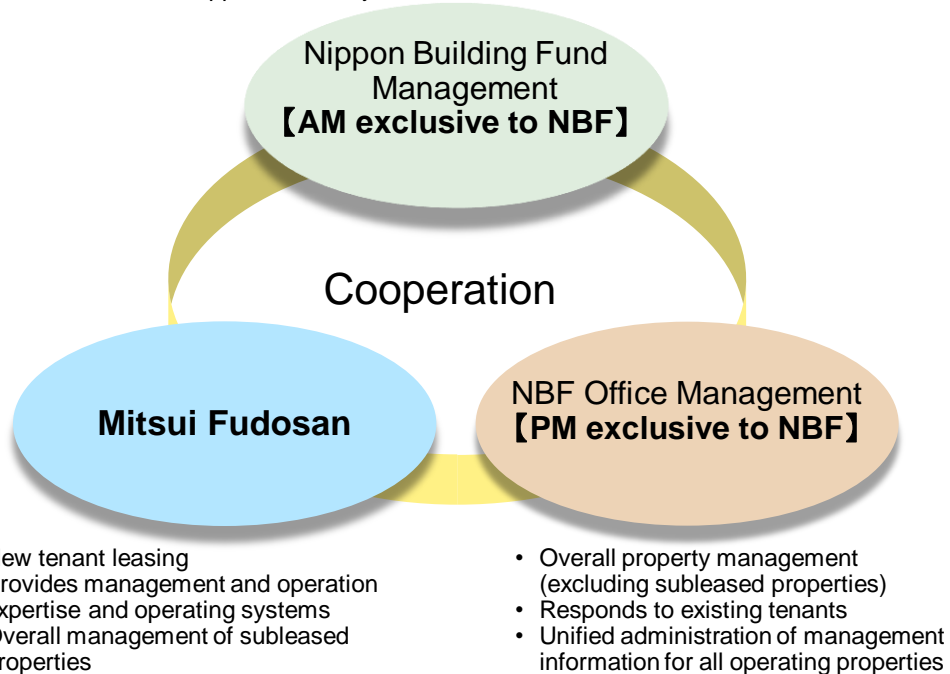 Nippon Building Fund
Management
【AM exclusive to NBF】
Cooperation
Mitsui Fudosan
NBF Office Management
【PM exclusive to NBF】
ew tenant leasing
rovides management and operation
xpertise and operating systems
Overall management of subleased
roperties
• Overall property management
(excluding subleased properties)
• Responds to existing tenants
• Unified administration of management
information for all operating properties